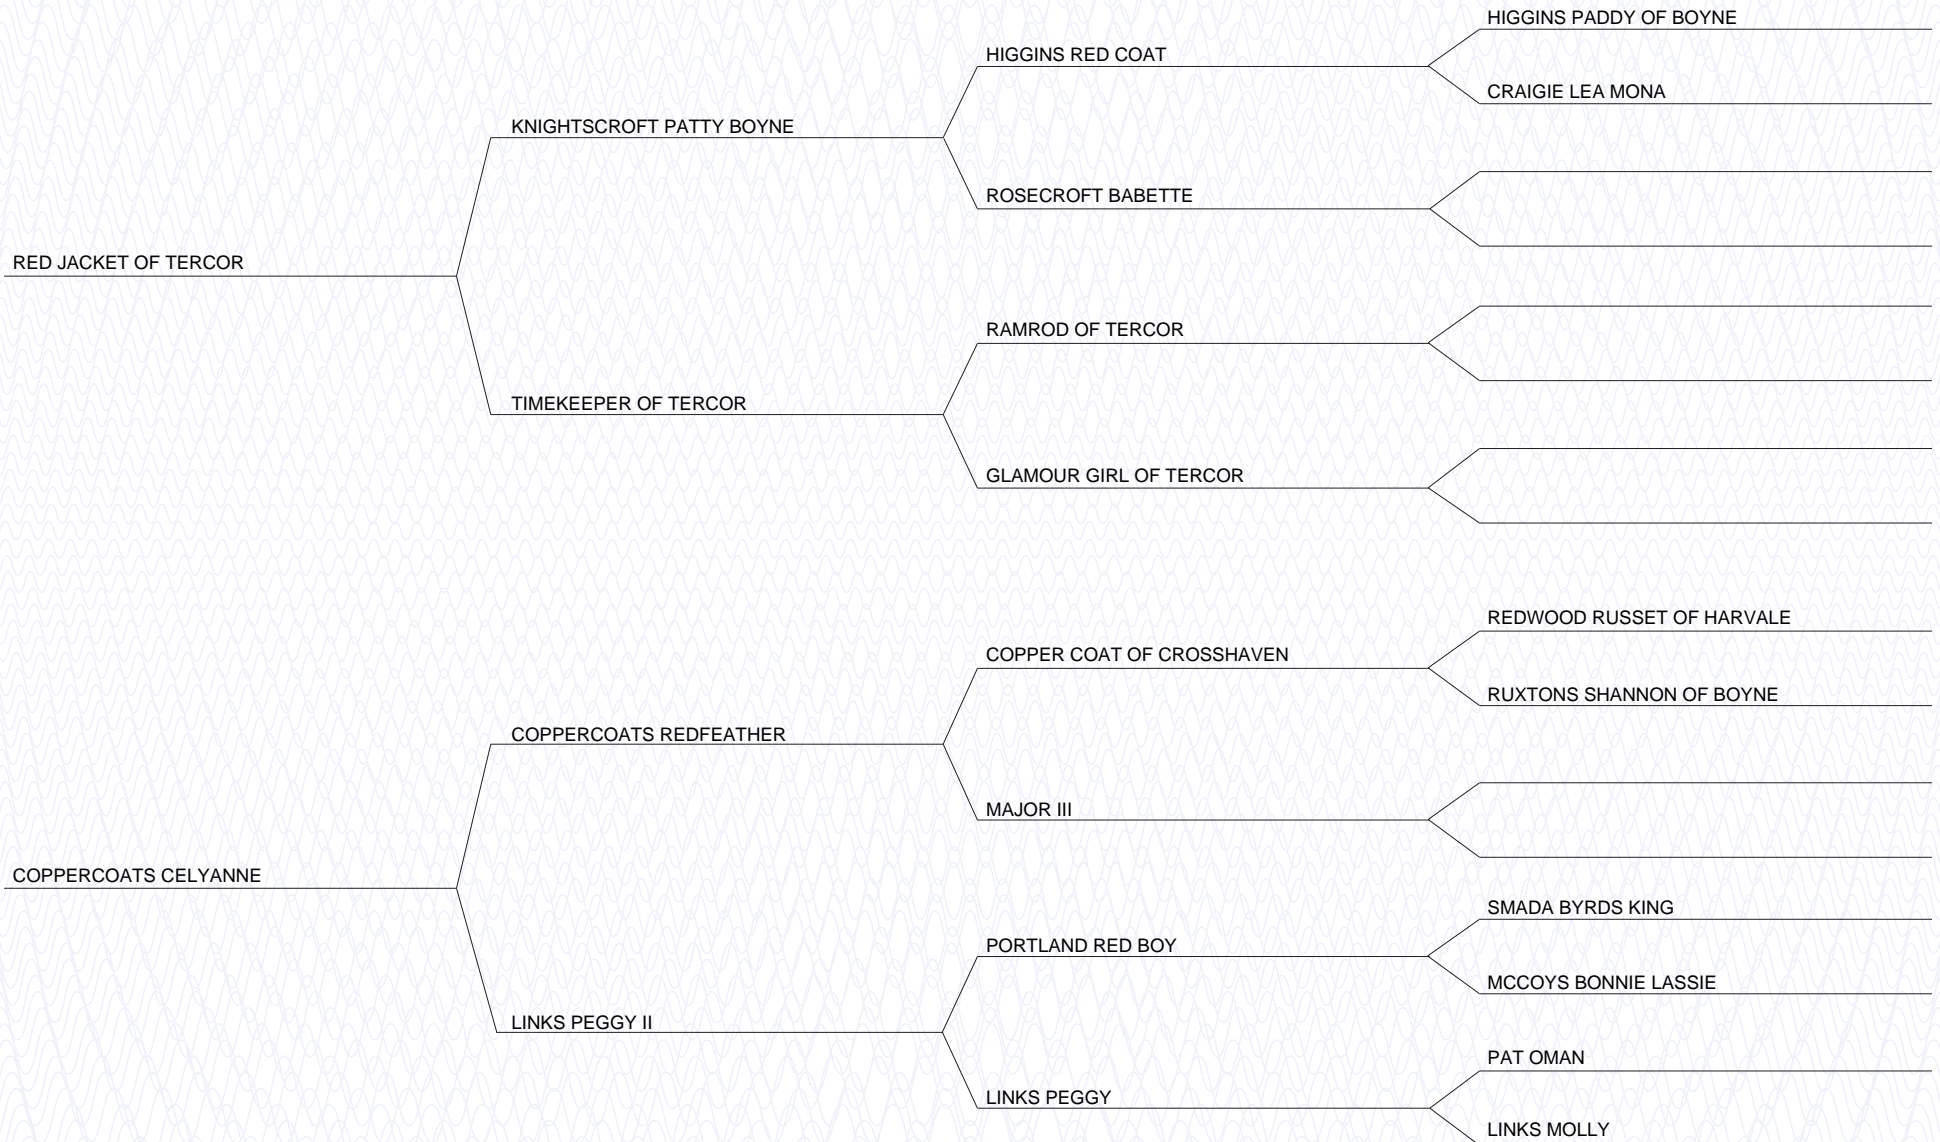 HIGGINS PADDY OF BOYNE
HIGGINS RED COAT
CRAIGIE LEA MONA
KNIGHTSCROFT PATTY BOYNE
ROSECROFT BABETTE
RED JACKET OF TERCOR
RAMROD OF TERCOR
TIMEKEEPER OF TERCOR
GLAMOUR GIRL OF TERCOR
REDWOOD RUSSET OF HARVALE
COPPER COAT OF CROSSHAVEN
RUXTONS SHANNON OF BOYNE
COPPERCOATS REDFEATHER
MAJOR III
COPPERCOATS CELYANNE
SMADA BYRDS KING
PORTLAND RED BOY
MCCOYS BONNIE LASSIE
LINKS PEGGY II
PAT OMAN
LINKS PEGGY
LINKS MOLLY